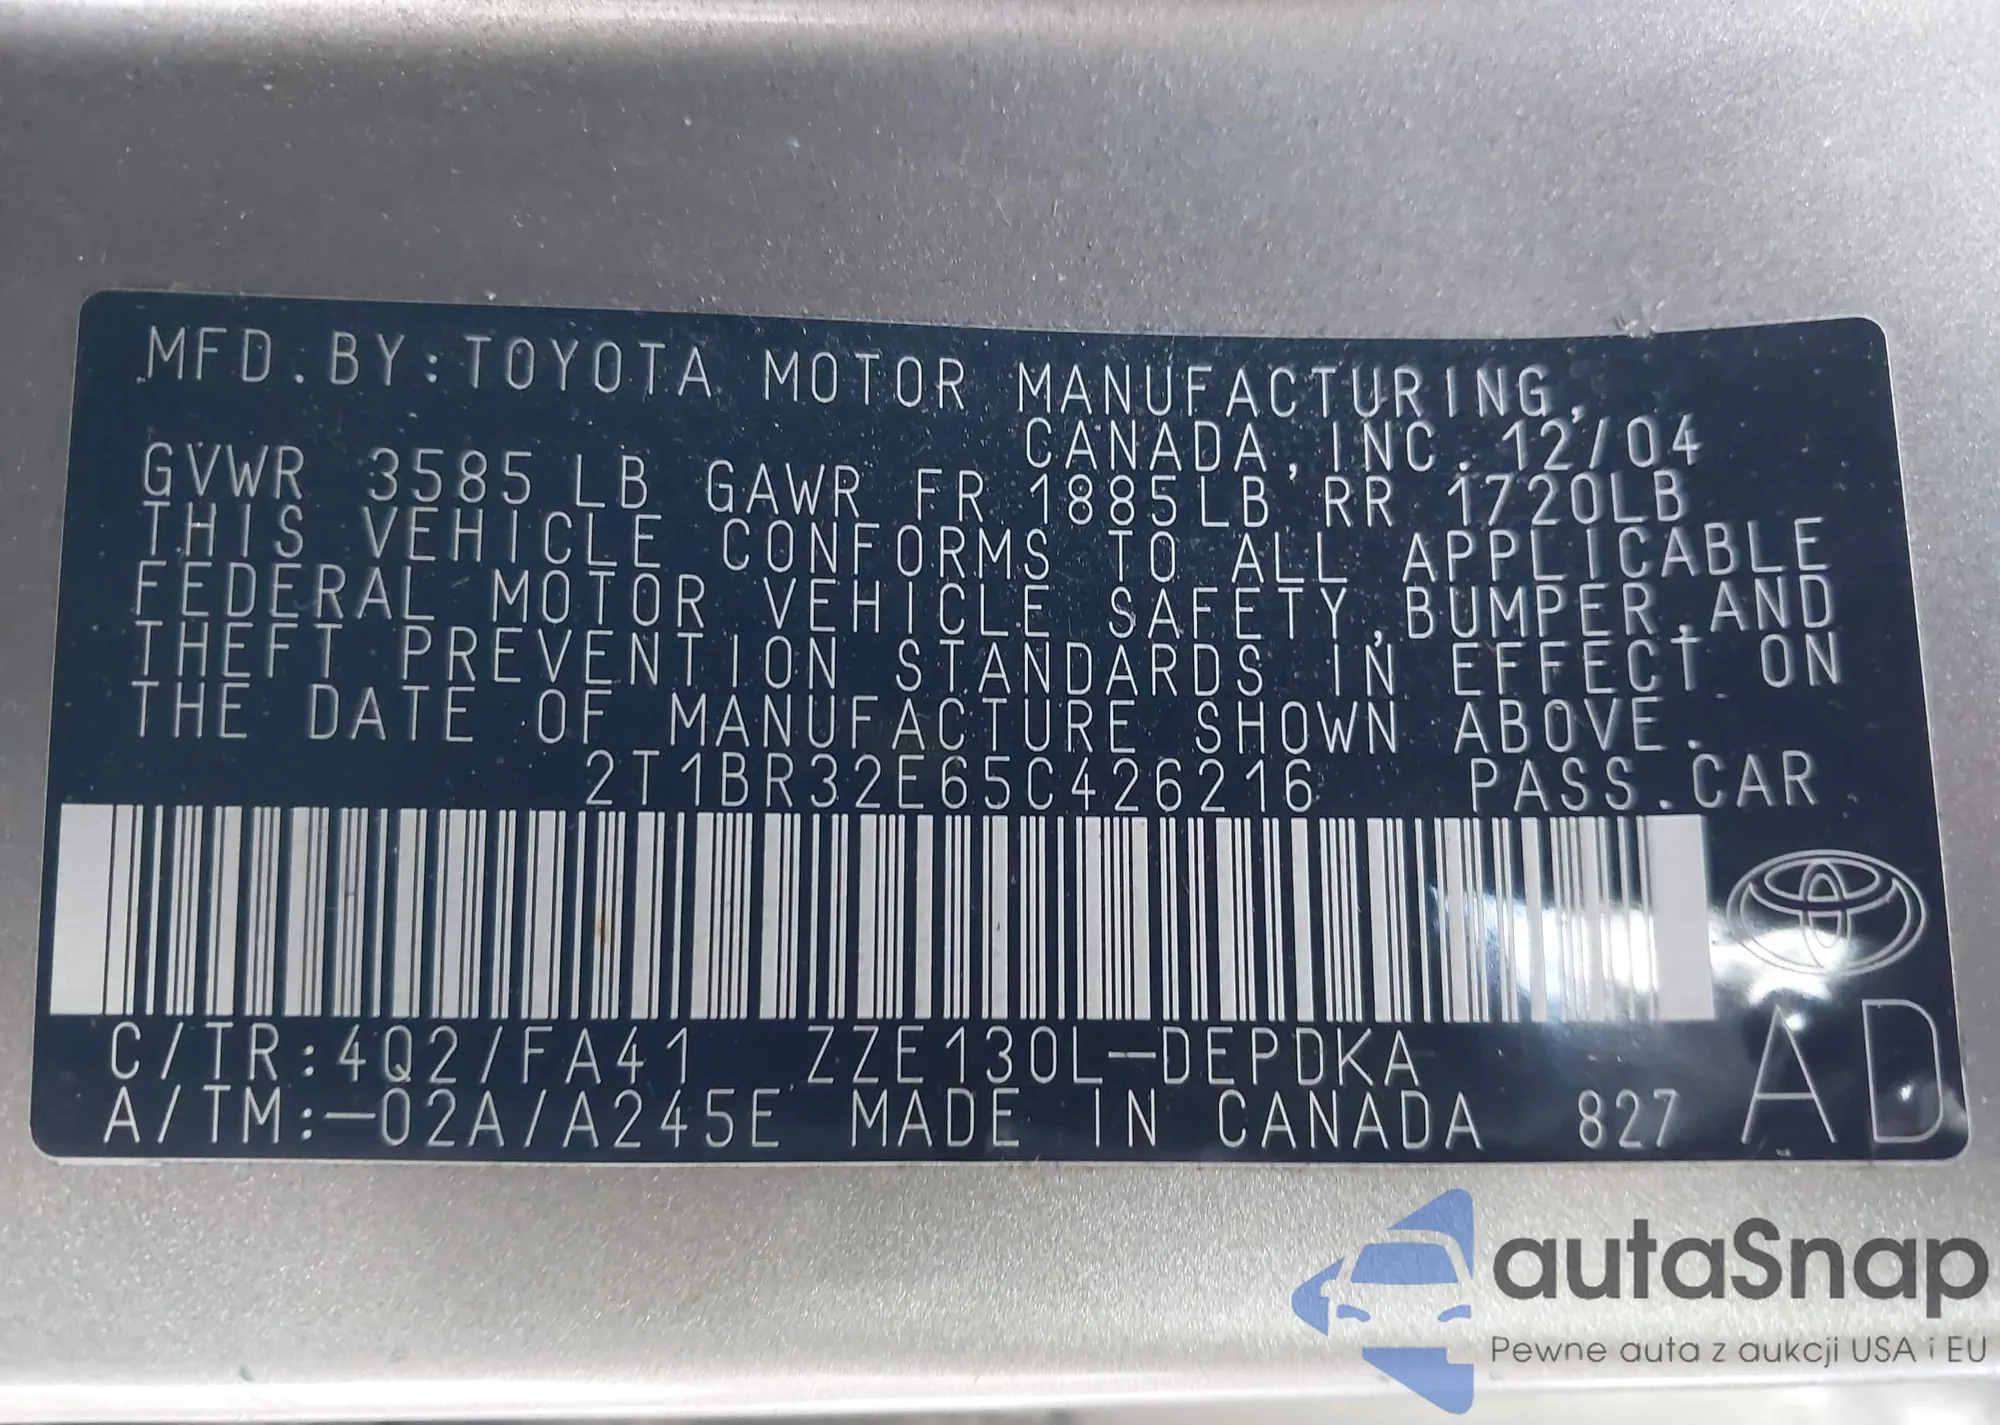 MFD. BY: TOYOTA MOTOR MANUFACTURING,
CANADA, INC. 12/04
GVWR 3585 LB GAWR FR 1885LB RR 1720LB
THIS VEHICLE CONFORMS TO ALL APPLICABLE
FEDERAL MOTOR VEHICLE SAFETY, BUMPER, AND
THEFT PREVENTION STANDARDS IN EFFECT ON
THE DATE OF MANUFACTURE SHOWN ABOVE.
2T1BR32E65C426216 PASS. CAR
C/TR: 4Q2/FA41 ZZE130L-DEPDKA
A/TM:-02A/A245E MADE IN CANADA 827 AD
autaSnap
Pewne auta z aukcji USA i EU